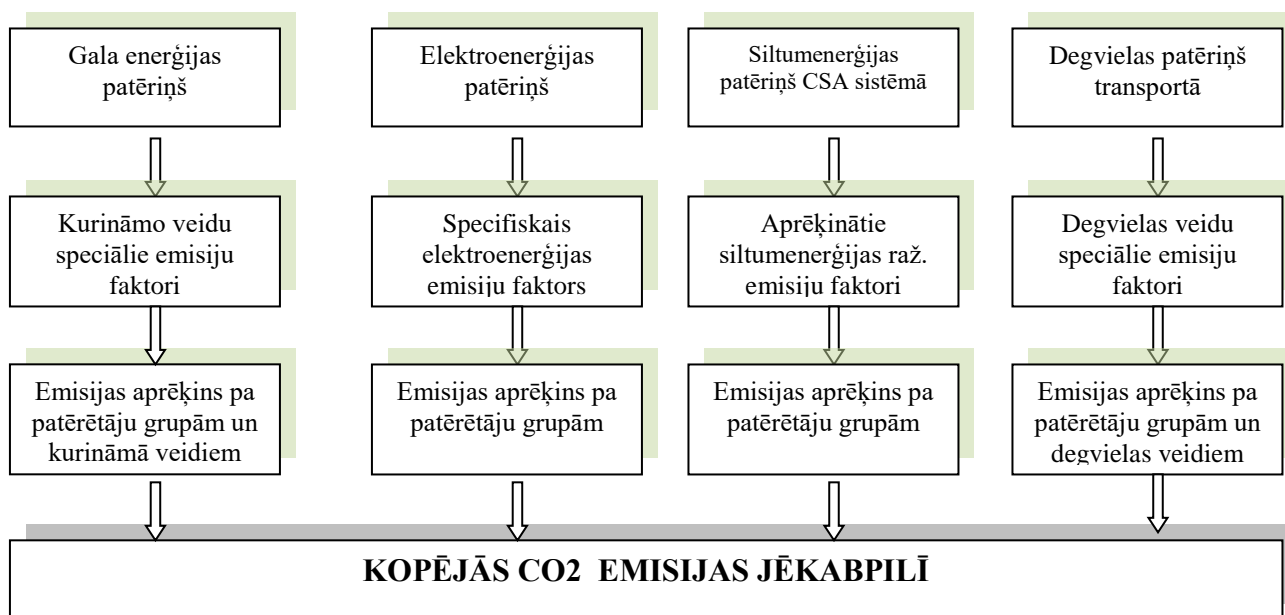 Gala enerģijas
patēriņš
Elektroenerģijas
patēriņš
Siltumenerģijas
patēriņš CSA sistēmā
Degvielas patēriņš
transportā
Kurināmo veidu
speciālie emisiju
faktori
Specifiskais
elektroenerģijas
emisiju faktors
Aprēķinātie
siltumenerģijas raž.
emisiju faktori
Degvielas veidu
speciālie emisiju
faktori
Emisijas aprēķins pa
patērētāju grupām un
kurināmā veidiem
Emisijas aprēķins pa
patērētāju grupām
Emisijas aprēķins pa
patērētāju grupām
Emisijas aprēķins pa
patērētāju grupām un
degvielas veidiem
KOPĒJĀS CO2 EMISIJAS JĒKABPILĪ